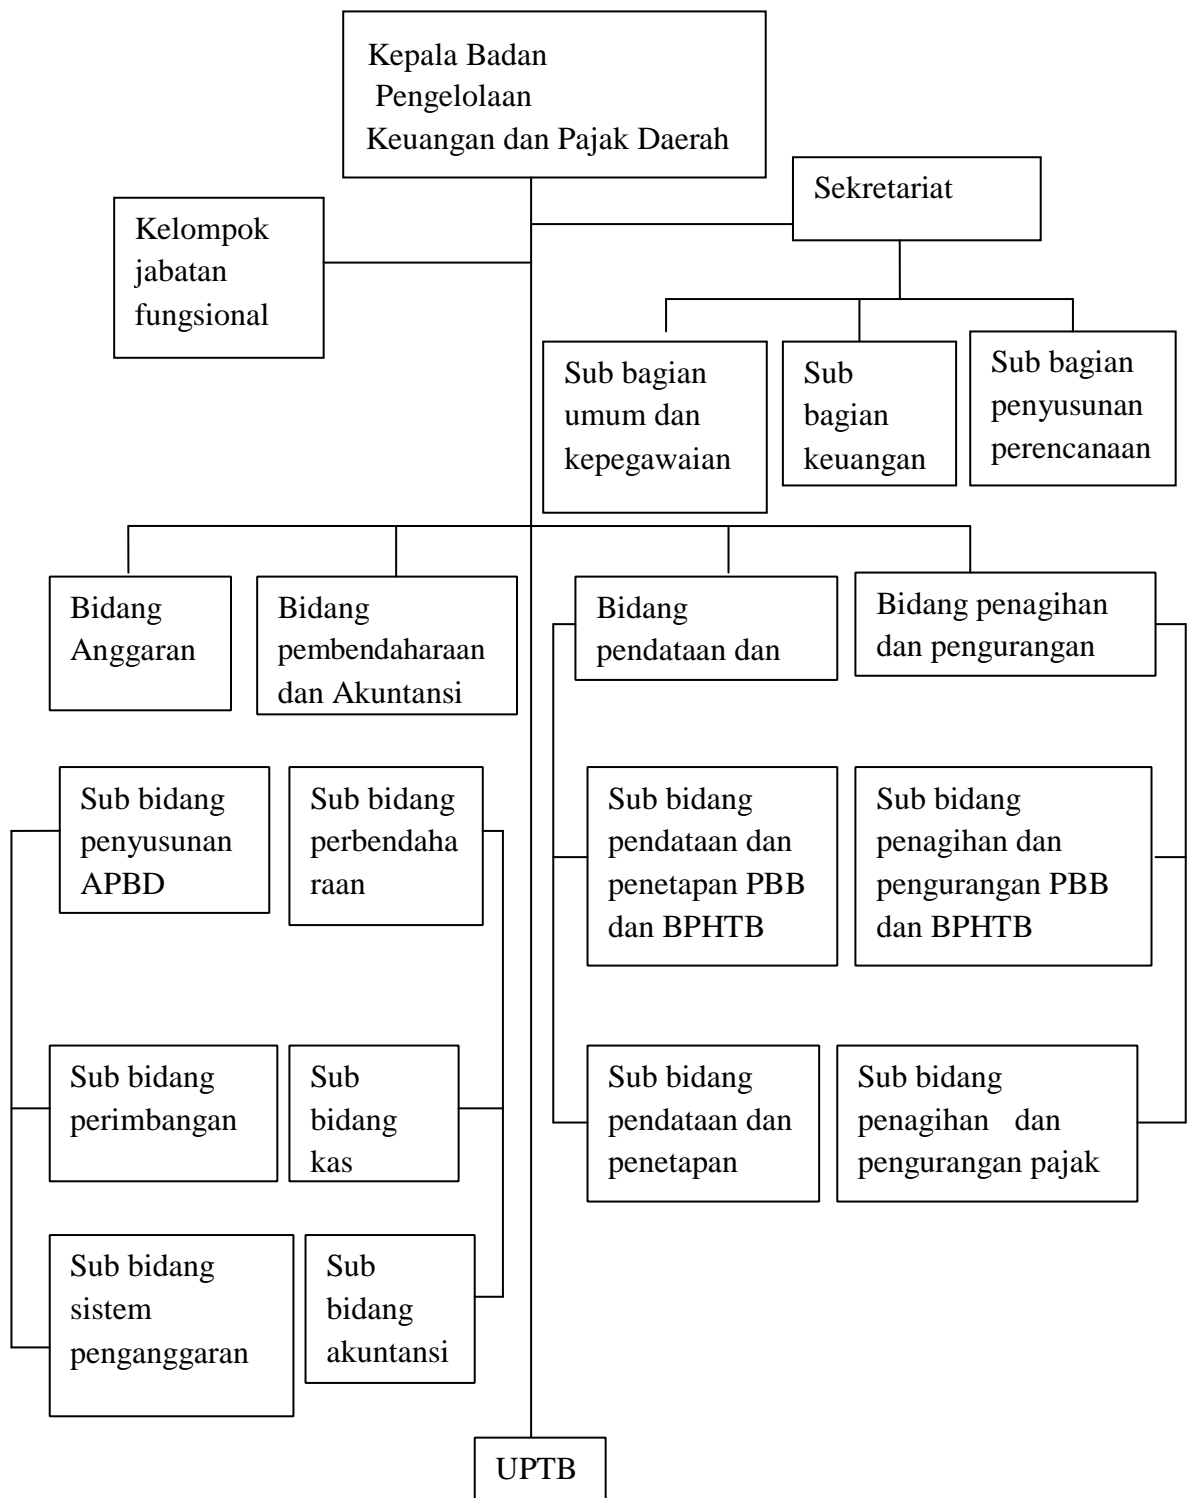 Kepala Badan
Pengelolaan
Keuangan dan Pajak Daerah
Sekretariat
Kelompok
jabatan
fungsional
Sub bagian
umum dan
kepegawaian
Sub
bagian
keuangan
Sub bagian
penyusunan
perencanaan
Bidang
Anggaran
Bidang
pembendaharaan
dan Akuntansi
Bidang
pendataan dan
Bidang penagihan
dan pengurangan
Sub bidang
penyusunan
APBD
Sub bidang
perbendaha
raan
Sub bidang
pendataan dan
penetapan PBB
dan BPHTB
Sub bidang
penagihan dan
pengurangan PBB
dan BPHTB
Sub bidang
perimbangan
Sub
bidang
kas
Sub bidang
pendataan dan
penetapan
Sub bidang
penagihan dan
pengurangan pajak
Sub bidang
sistem
penganggaran
Sub
bidang
akuntansi
UPTB